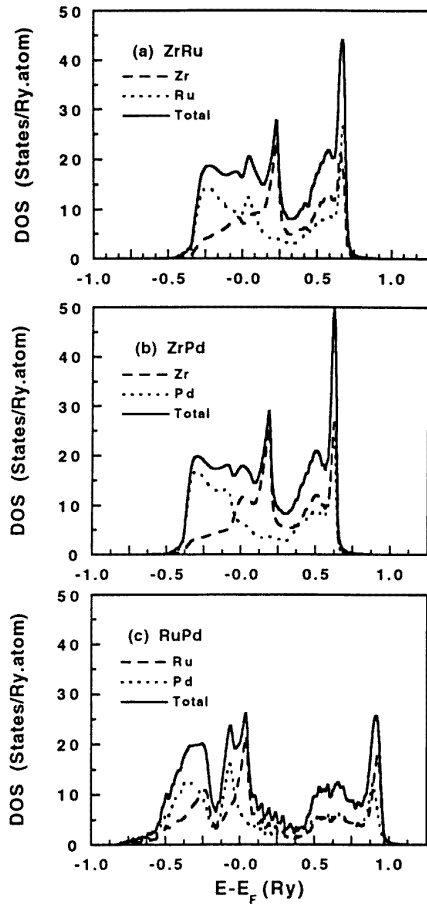 50
40
30
20
10
0
DOS (States/Ry.atom)
(a) ZrRu
Zr
Ru
Total
-1.0 -0.5 -0.0 0.5 1.0
50
40
30
20
10
0
DOS (States/Ry.atom)
(b) ZrPd
Zr
Pd
Total
-1.0 -0.5 -0.0 0.5 1.0
50
40
30
20
10
0
DOS (States/Ry.atom)
(c) RuPd
Ru
Pd
Total
-1.0 -0.5 -0.0 0.5 1.0
E-E_F (Ry)